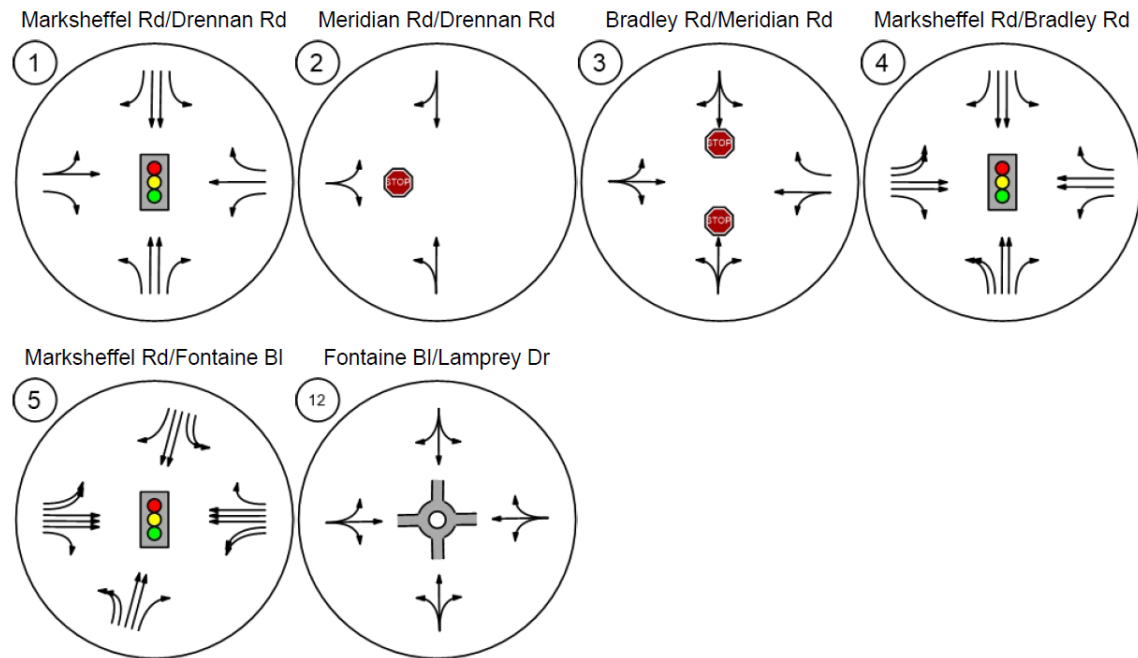 Marksheffel Rd/Drennan Rd
1
Meridian Rd/Drennan Rd
2
STOP
Bradley Rd/Meridian Rd
3
STOP
STOP
Marksheffel Rd/Bradley Rd
4
Marksheffel Rd/Fontaine Bl
5
Fontaine Bl/Lamprey Dr
12